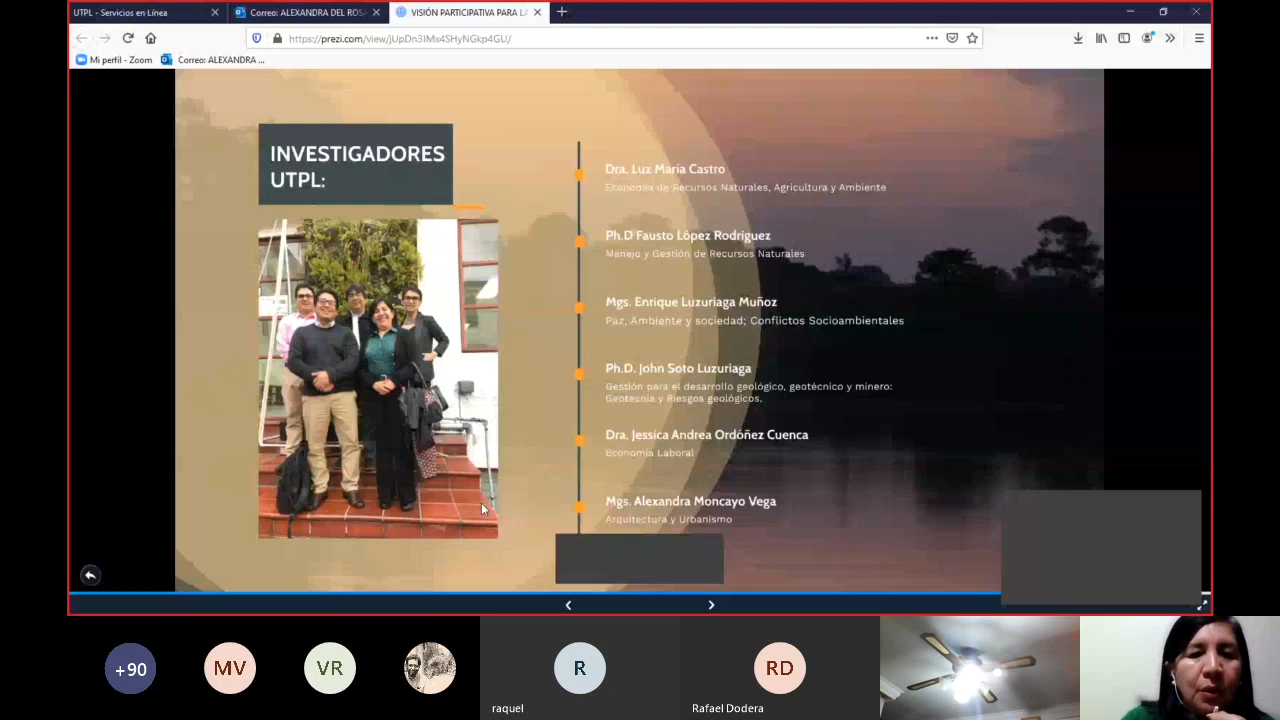 UTPL - Servicios en Línea
Correo: ALEXANDRA DEL ROS
VISIÓN PARTICIPATIVA PARA LA
https://prezi.com/view/jUpDn3IMx4SHyNGkp4GU/
Mi perfil - Zoom
Correo: ALEXANDRA ...
INVESTIGADORES
UTPL:
Dra. Luz María Castro
Economía de Recursos Naturales, Agricultura y Ambiente
Ph.D Fausto López Rodríguez
Manejo y Gestión de Recursos Naturales
Mgs. Enrique Luzuriaga Muñoz
Paz, Ambiente y sociedad; Conflictos Socioambientales
Ph.D. John Soto Luzuriaga
Gestión para el desarrollo geológico, geotécnico y minero:
Geotecnia y Riesgos geológicos.
Dra. Jessica Andrea Ordóñez Cuenca
Economía Laboral
Mgs. Alexandra Moncayo Vega
Arquitectura y Urbanismo
+90
MV
VR
R
raquel
RD
Rafael Dodera